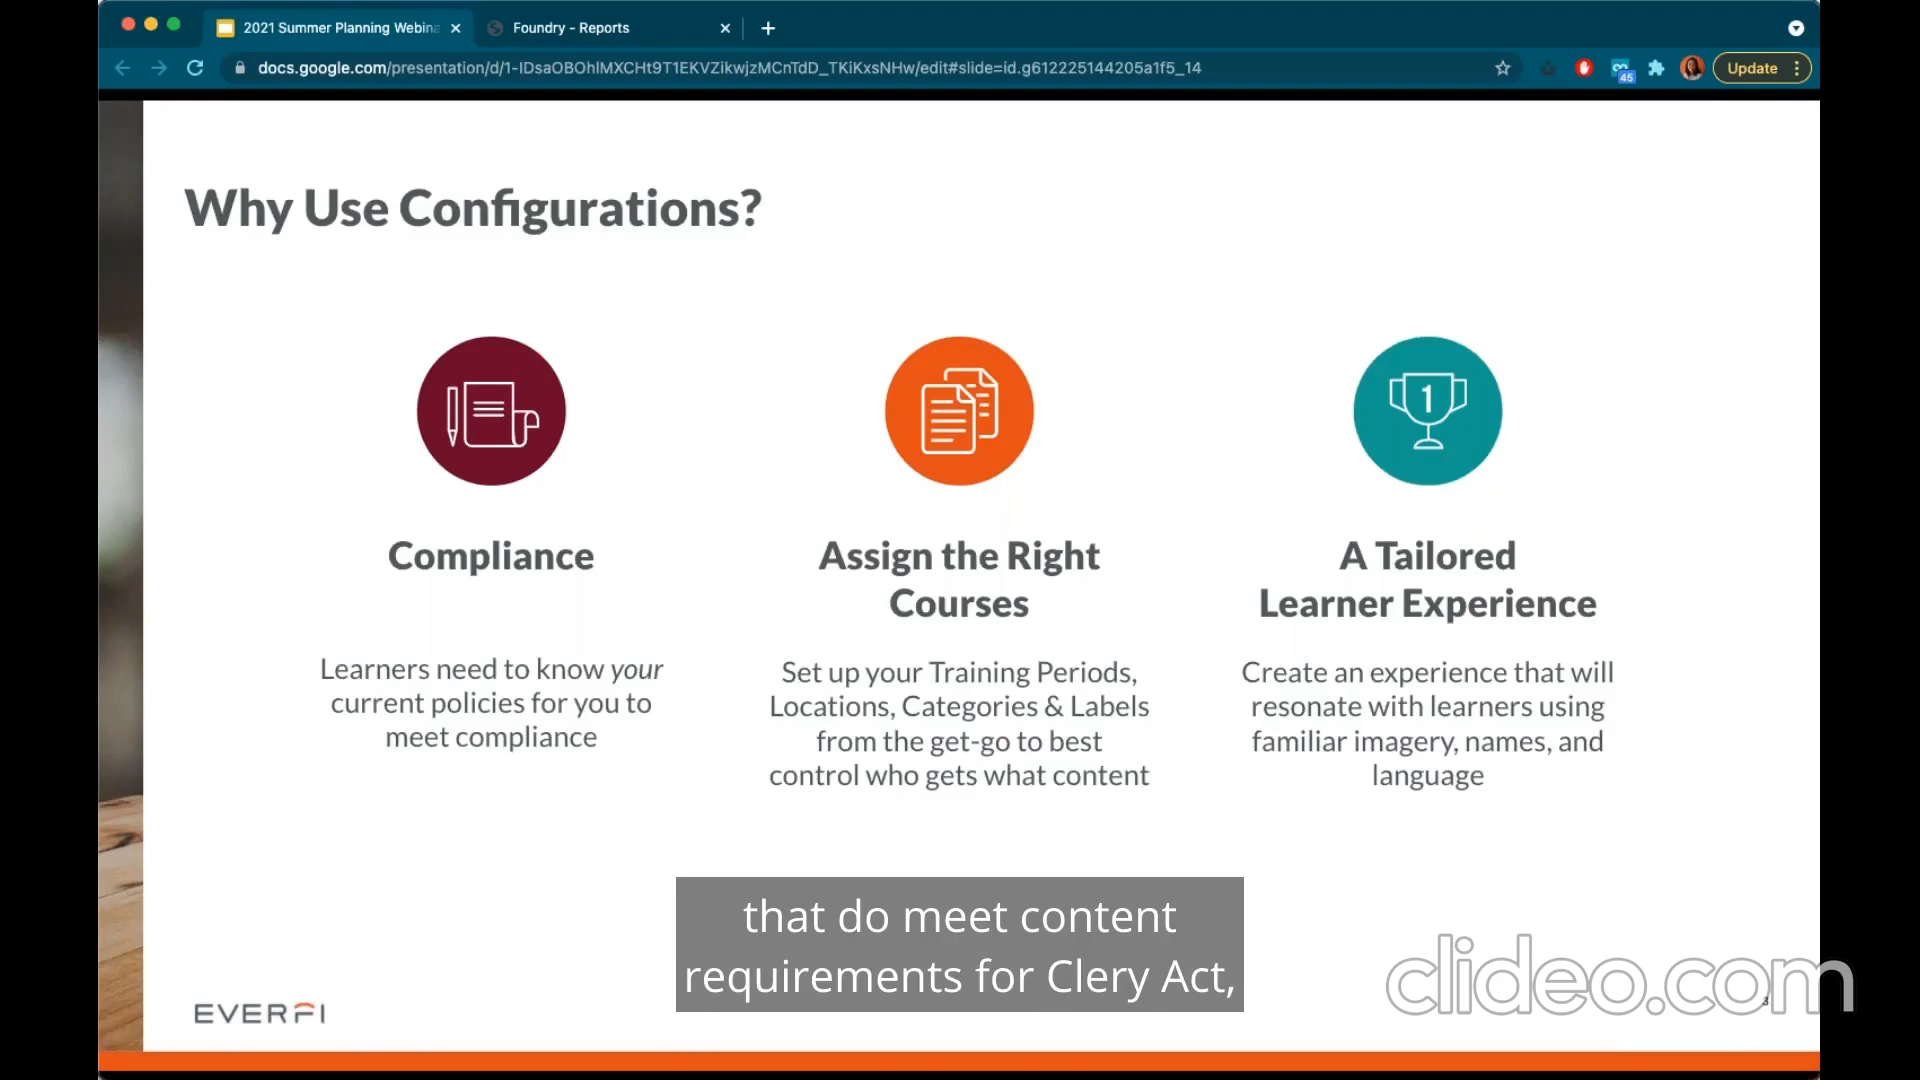 2021 Summer Planning Webina
Foundry - Reports
docs.google.com/presentation/d/1-IDsaOBOhlMXCHt9T1EKVZikwjzMCnTdD_TKiKxsNHw/edit#slide=id.g612225144205a1f5_14
45
Update
Why Use Configurations?
1
Compliance
Learners need to know your
current policies for you to
meet compliance
Assign the Right
Courses
Set up your Training Periods,
Locations, Categories & Labels
from the get-go to best
control who gets what content
A Tailored
Learner Experience
Create an experience that will
resonate with learners using
familiar imagery, names, and
language
that do meet content
requirements for Clery Act,
EVERFI
clideo.com